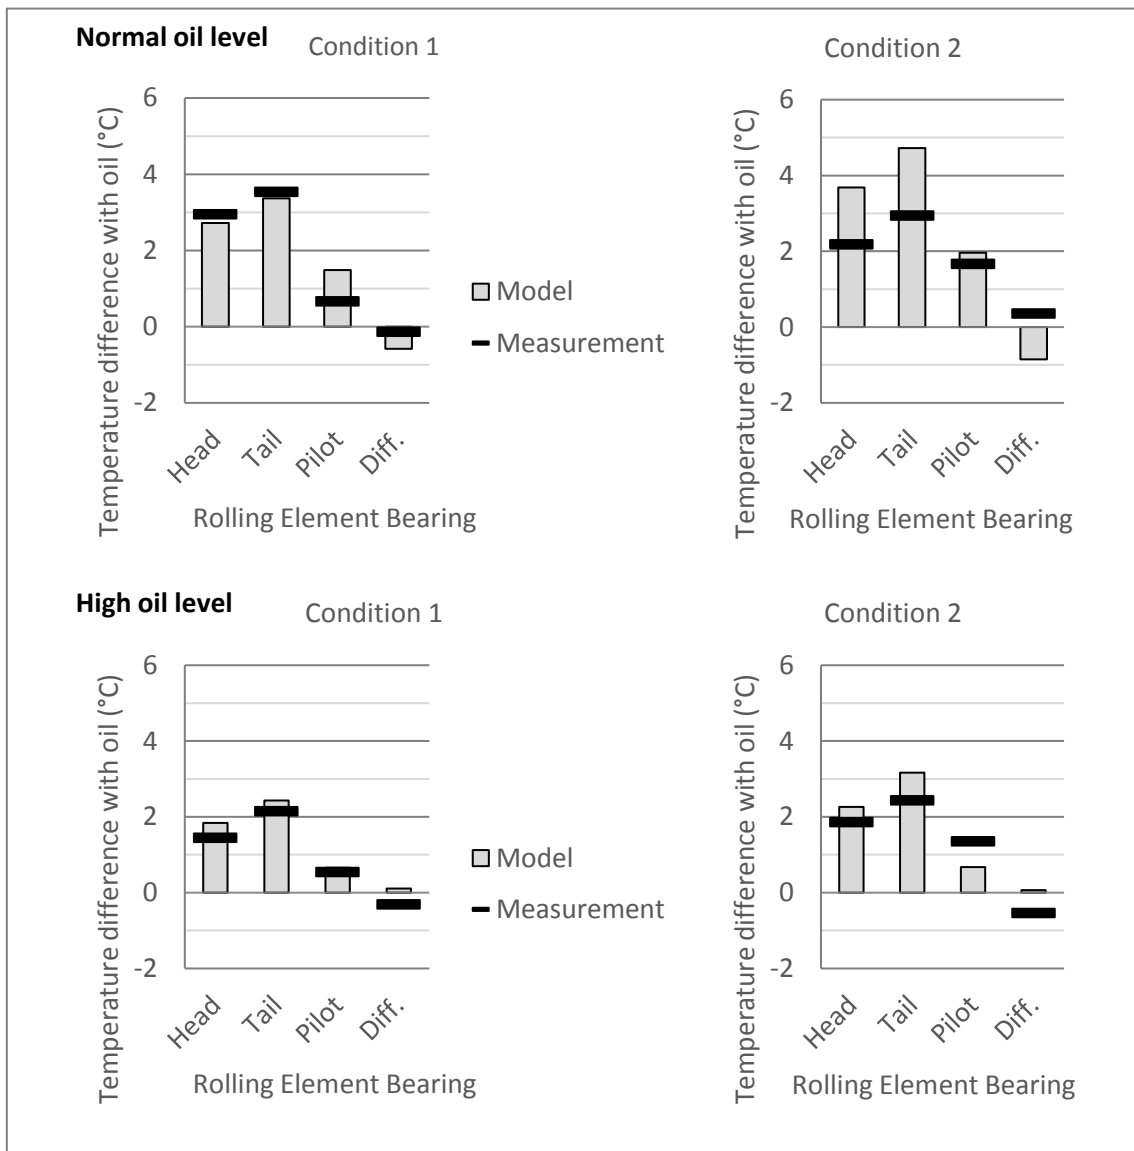 Normal oil level
Condition 1
Temperature difference with oil (°C)
6
4
2
0
-2
Head
Tail
Pilot
Diff.
Rolling Element Bearing
Model
Measurement
Condition 2
Temperature difference with oil (°C)
6
4
2
0
-2
Head
Tail
Pilot
Diff.
Rolling Element Bearing
High oil level
Condition 1
Temperature difference with oil (°C)
6
4
2
0
-2
Head
Tail
Pilot
Diff.
Rolling Element Bearing
Model
Measurement
Condition 2
Temperature difference with oil (°C)
6
4
2
0
-2
Head
Tail
Pilot
Diff.
Rolling Element Bearing